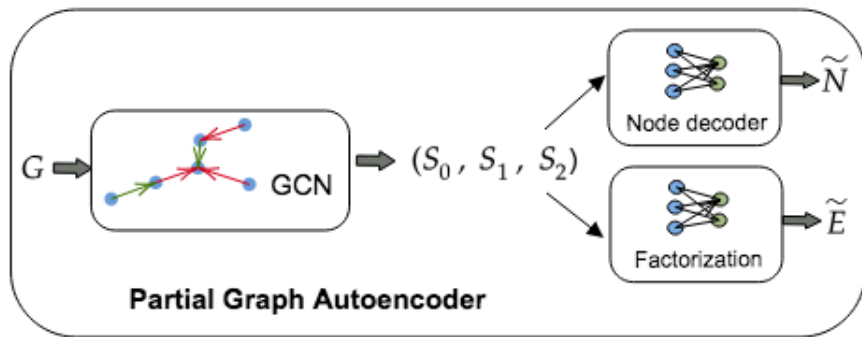 G
GCN
(S₀ , S₁ , S₂)
Node decoder
Ñ
Factorization
Ẽ
Partial Graph Autoencoder